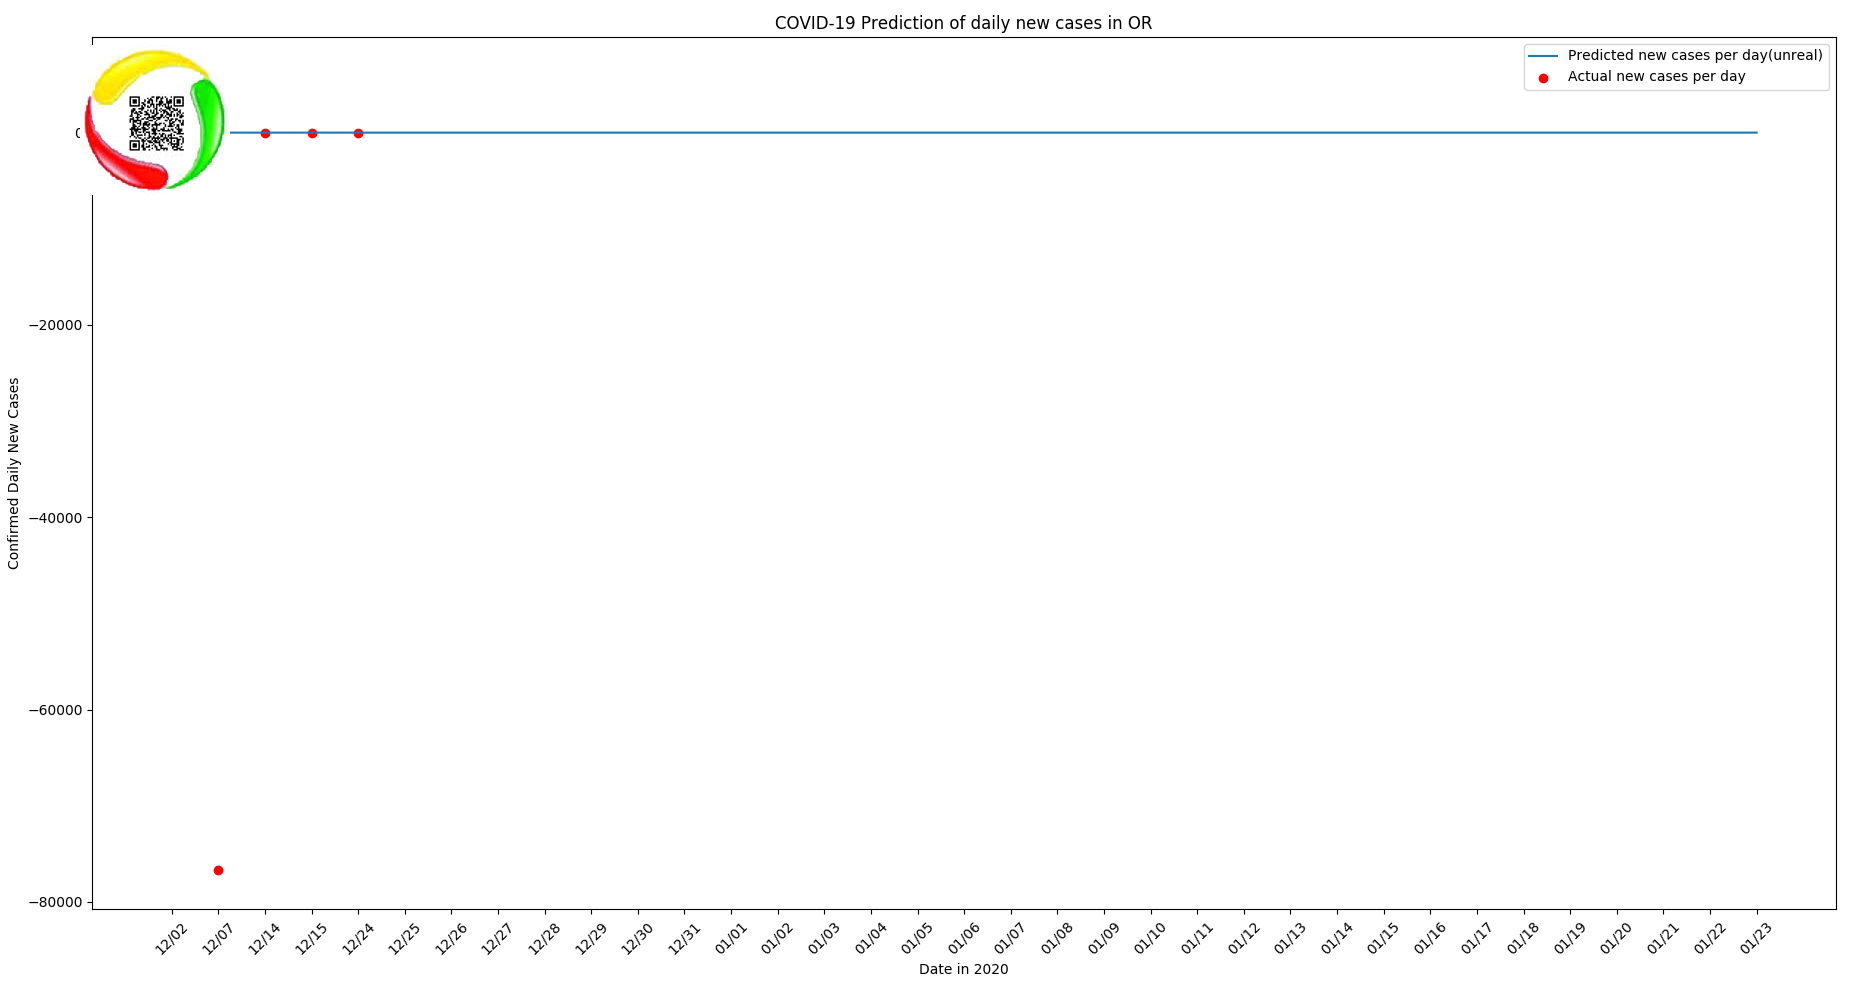 COVID-19 Prediction of daily new cases in OR
Predicted new cases per day(unreal)
Actual new cases per day
0
−20000
−40000
−60000
−80000
Confirmed Daily New Cases
12/02 12/07 12/14 12/15 12/24 12/25 12/26 12/27 12/28 12/29 12/30 12/31 01/01 01/02 01/03 01/04 01/05 01/06 01/07 01/08 01/09 01/10 01/11 01/12 01/13 01/14 01/15 01/16 01/17 01/18 01/19 01/20 01/21 01/22 01/23
Date in 2020